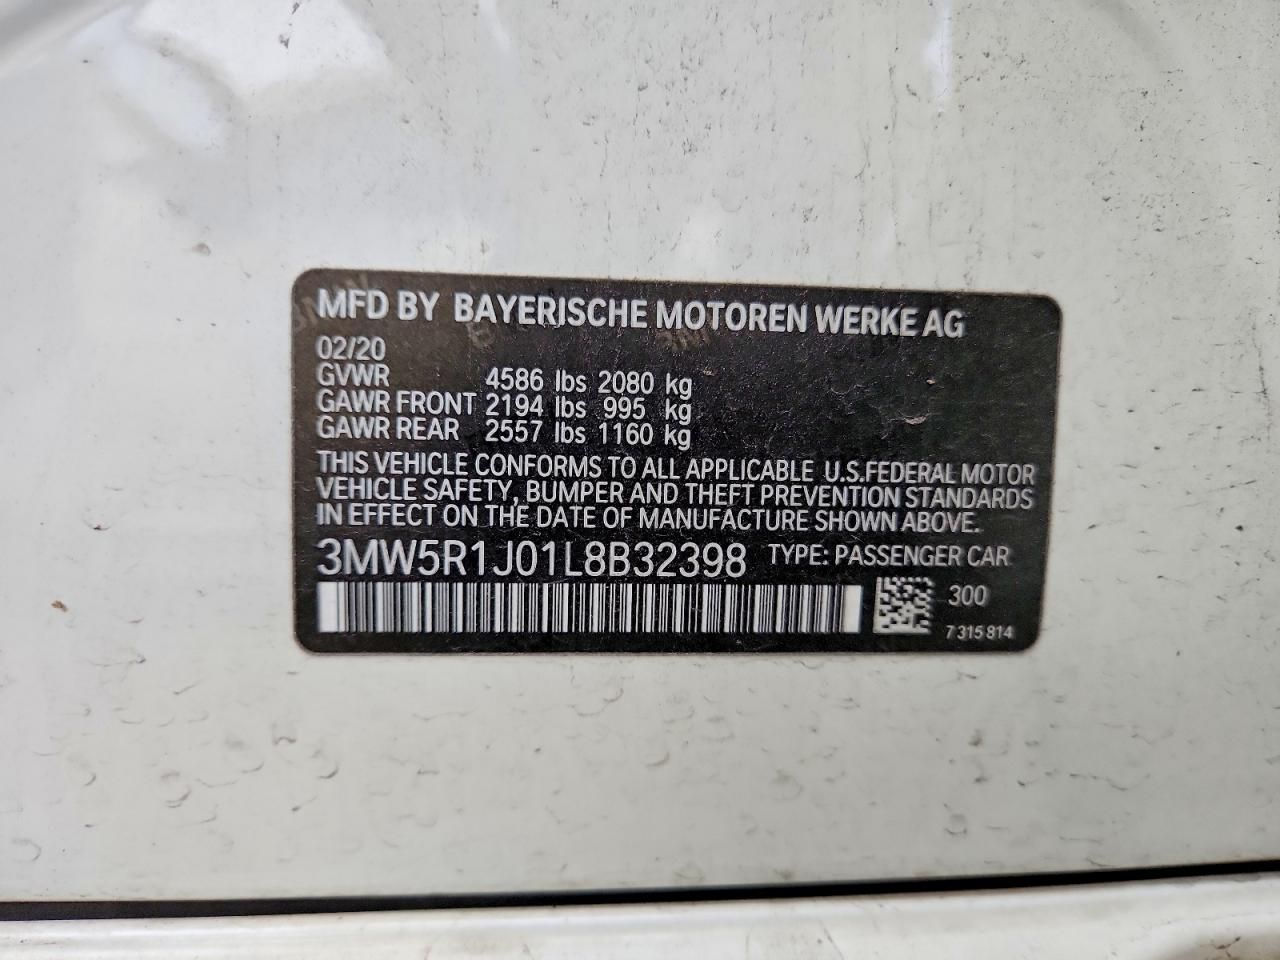 MFD BY BAYERISCHE MOTOREN WERKE AG
02/20
GVWR 4586 lbs 2080 kg
GAWR FRONT 2194 lbs 995 kg
GAWR REAR 2557 lbs 1160 kg
THIS VEHICLE CONFORMS TO ALL APPLICABLE U.S.FEDERAL MOTOR
VEHICLE SAFETY, BUMPER AND THEFT PREVENTION STANDARDS
IN EFFECT ON THE DATE OF MANUFACTURE SHOWN ABOVE.
3MW5R1J01L8B32398 TYPE: PASSENGER CAR
300
7 315 814